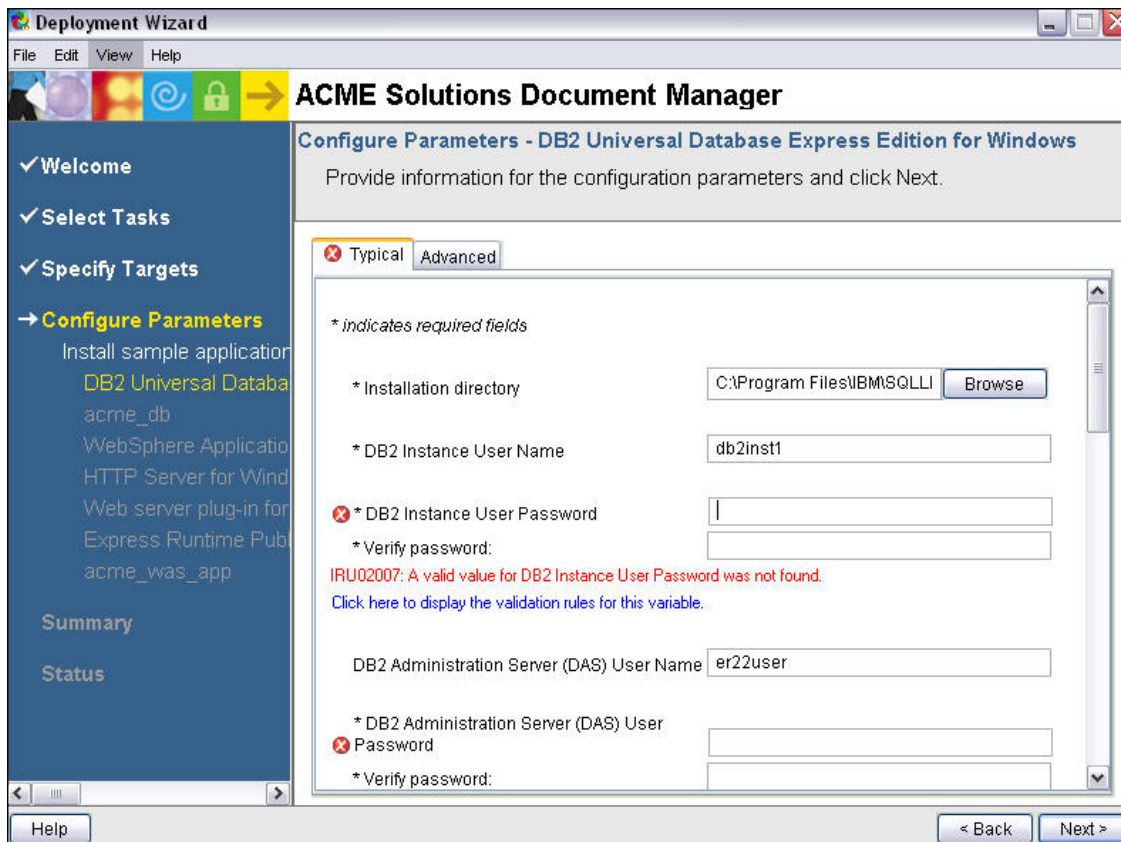 Deployment Wizard
File Edit View Help
ACME Solutions Document Manager
Configure Parameters - DB2 Universal Database Express Edition for Windows
Provide information for the configuration parameters and click Next.
Welcome
Select Tasks
Specify Targets
Configure Parameters
Install sample application
DB2 Universal Databa
acme_db
WebSphere Applicatio
HTTP Server for Wind
Web server plug-in for
Express Runtime Publ
acme_was_app
Summary
Status
Typical Advanced
* indicates required fields
* Installation directory C:\Program Files\IBM\SQLLI Browse
* DB2 Instance User Name db2inst1
* DB2 Instance User Password
* Verify password:
IRU02007: A valid value for DB2 Instance User Password was not found.
Click here to display the validation rules for this variable.
DB2 Administration Server (DAS) User Name er22user
* DB2 Administration Server (DAS) User
Password
* Verify password:
Help < Back Next >